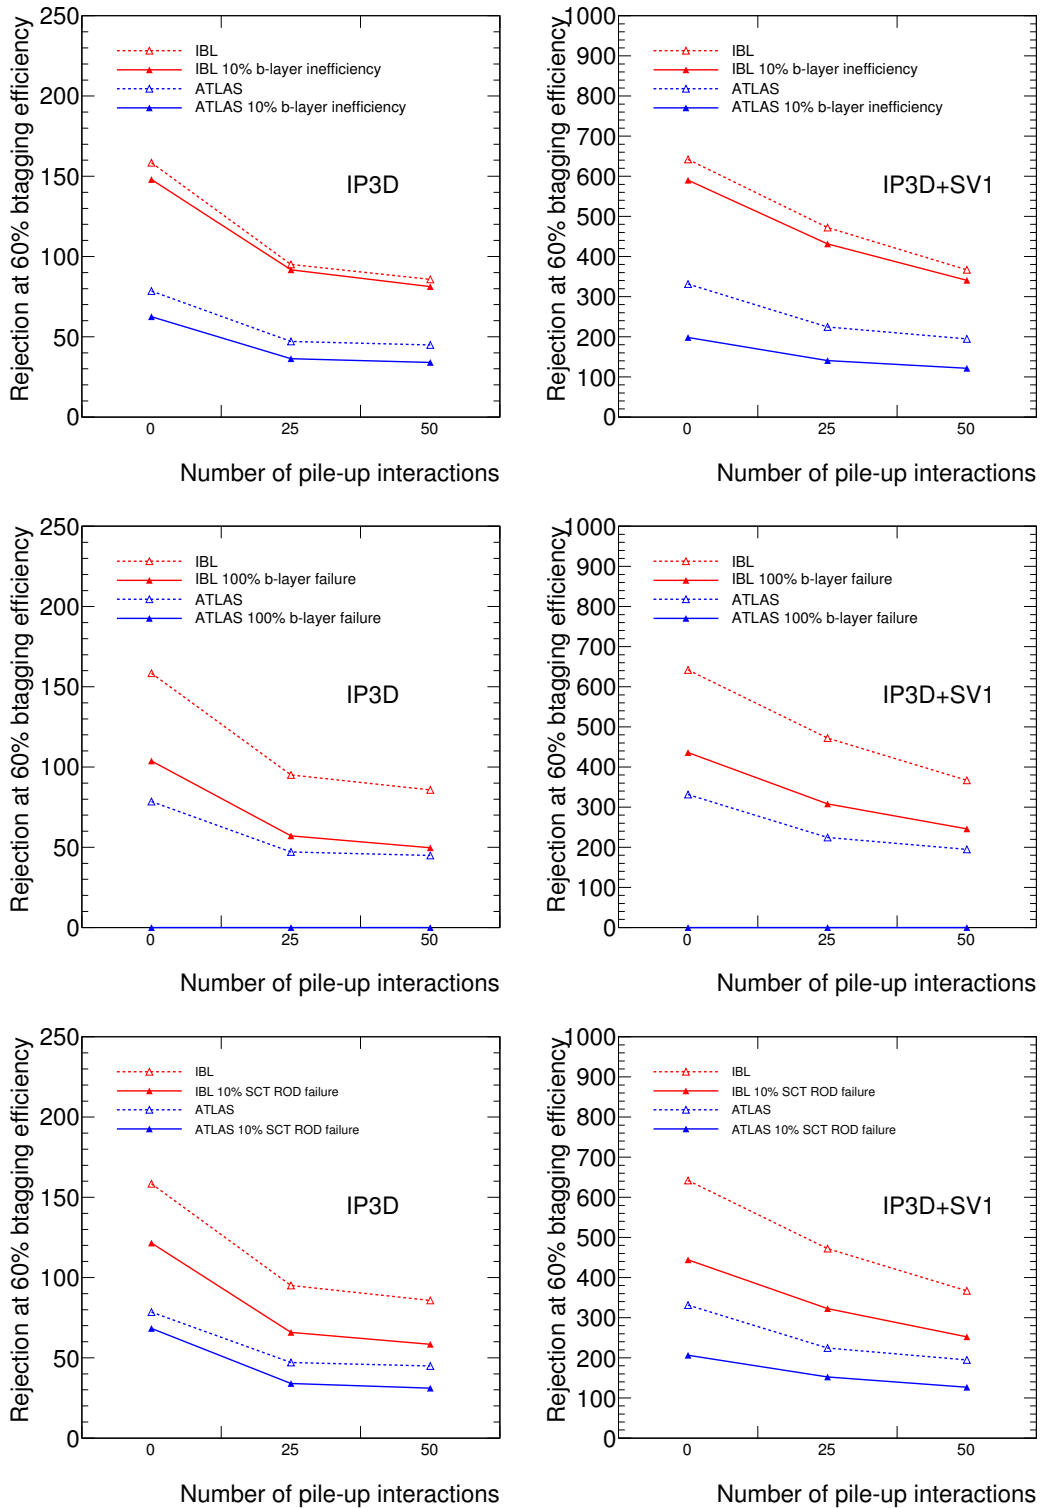 Rejection at 60% btagging efficiency
250
200
150
100
50
0
IBL
IBL 10% b-layer inefficiency
ATLAS
ATLAS 10% b-layer inefficiency
IP3D
0 25 50
Number of pile-up interactions
Rejection at 60% btagging efficiency
1000
900
800
700
600
500
400
300
200
100
0
IBL
IBL 10% b-layer inefficiency
ATLAS
ATLAS 10% b-layer inefficiency
IP3D+SV1
0 25 50
Number of pile-up interactions
Rejection at 60% btagging efficiency
250
200
150
100
50
0
IBL
IBL 100% b-layer failure
ATLAS
ATLAS 100% b-layer failure
IP3D
0 25 50
Number of pile-up interactions
Rejection at 60% btagging efficiency
1000
900
800
700
600
500
400
300
200
100
0
IBL
IBL 100% b-layer failure
ATLAS
ATLAS 100% b-layer failure
IP3D+SV1
0 25 50
Number of pile-up interactions
Rejection at 60% btagging efficiency
250
200
150
100
50
0
IBL
IBL 10% SCT ROD failure
ATLAS
ATLAS 10% SCT ROD failure
IP3D
0 25 50
Number of pile-up interactions
Rejection at 60% btagging efficiency
1000
900
800
700
600
500
400
300
200
100
0
IBL
IBL 10% SCT ROD failure
ATLAS
ATLAS 10% SCT ROD failure
IP3D+SV1
0 25 50
Number of pile-up interactions